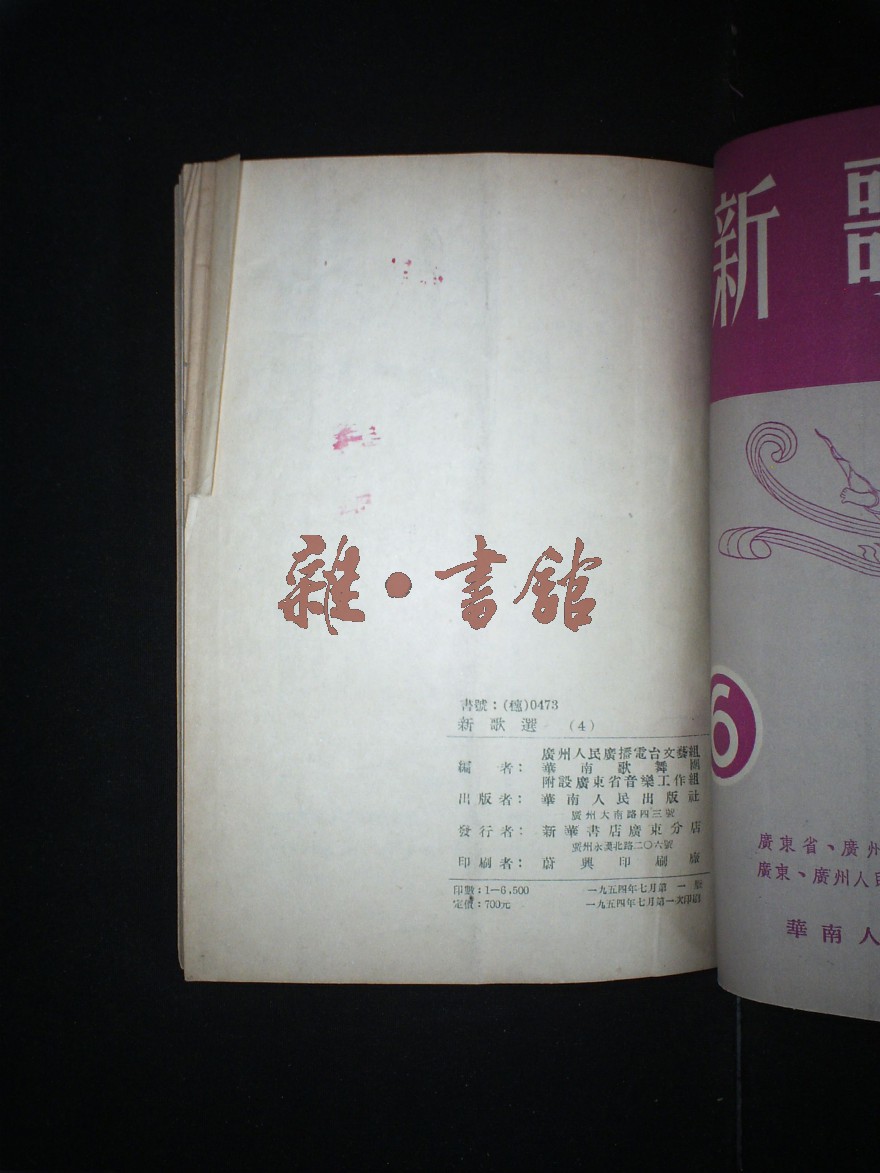 雜·書館
書號：(穗)0473
新歌選 (4)
編者：廣州人民廣播電台文藝組
華南歌舞團
附設廣東省音樂工作組
出版者：華南人民出版社
廣州大南路四三號
發行者：新華書店廣東分店
廣州永漢北路二〇六號
印刷者：蔚興印刷廠
印數：1—6,500 一九五四年七月第一版
定價：700元 一九五四年七月第一次印刷
新歌
6
廣東省、廣州
廣東、廣州人民
華南人